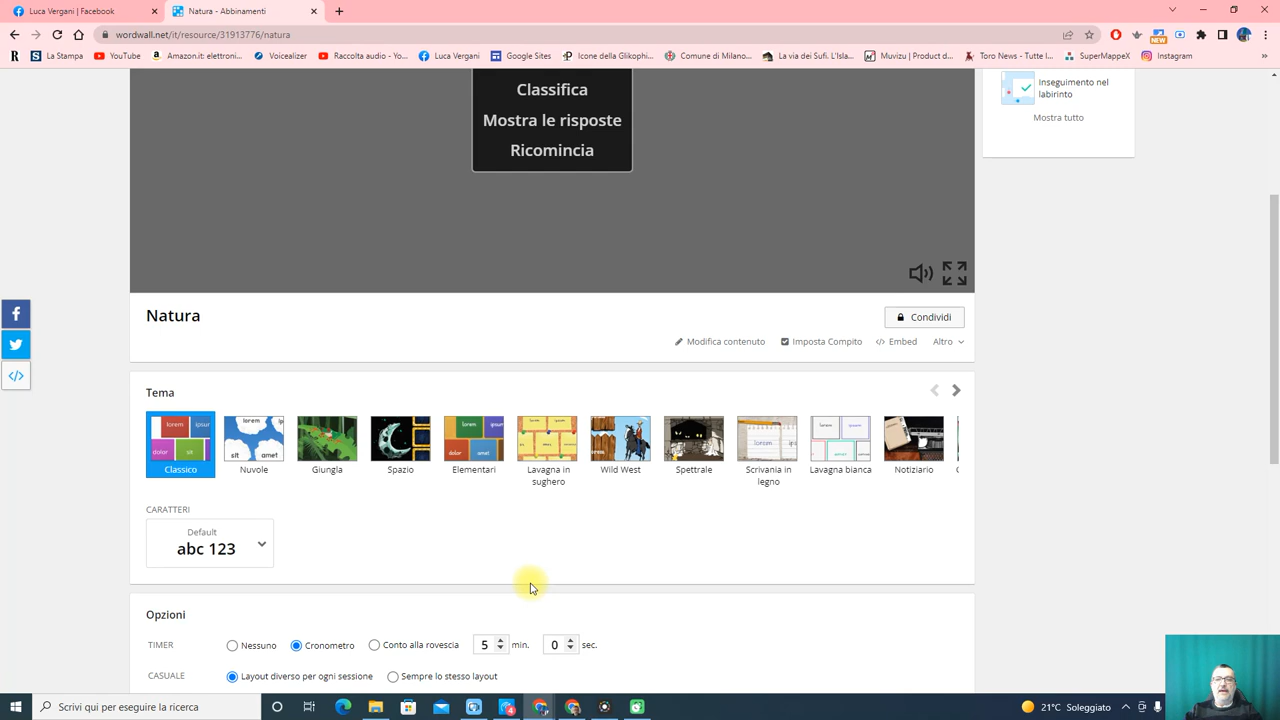 Luca Vergani | Facebook
Natura - Abbinamenti
wordwall.net/it/resource/31913776/natura
La Stampa
YouTube
Amazon.it: elettroni...
Voicealizer
Raccolta audio - Yo...
Luca Vergani
Google Sites
Icone della Glikophi...
Comune di Milano...
La via dei Sufi. L'Isla...
Muvizu | Product d...
Toro News - Tutte l...
SuperMappeX
Instagram
NEW
Classifica
Mostra le risposte
Ricomincia
Inseguimento nel
labirinto
Mostra tutto
Natura
Condividi
Modifica contenuto
Imposta Compito
Embed
Altro
Tema
Classico
Nuvole
Giungla
Spazio
Elementari
Lavagna in
sughero
Wild West
Spettrale
Scrivania in
legno
Lavagna bianca
Notiziario
CARATTERI
Default
abc 123
Opzioni
TIMER
Nessuno
Cronometro
Conto alla rovescia
5 min.
0 sec.
CASUALE
Layout diverso per ogni sessione
Sempre lo stesso layout
Scrivi qui per eseguire la ricerca
21°C Soleggiato